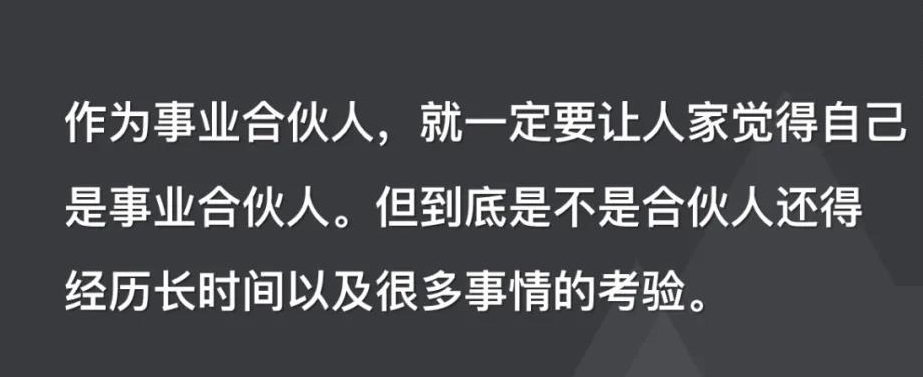 作为事业合伙人，就一定要让人家觉得自己
是事业合伙人。但到底是不是合伙人还得
经历长时间以及很多事情的考验。